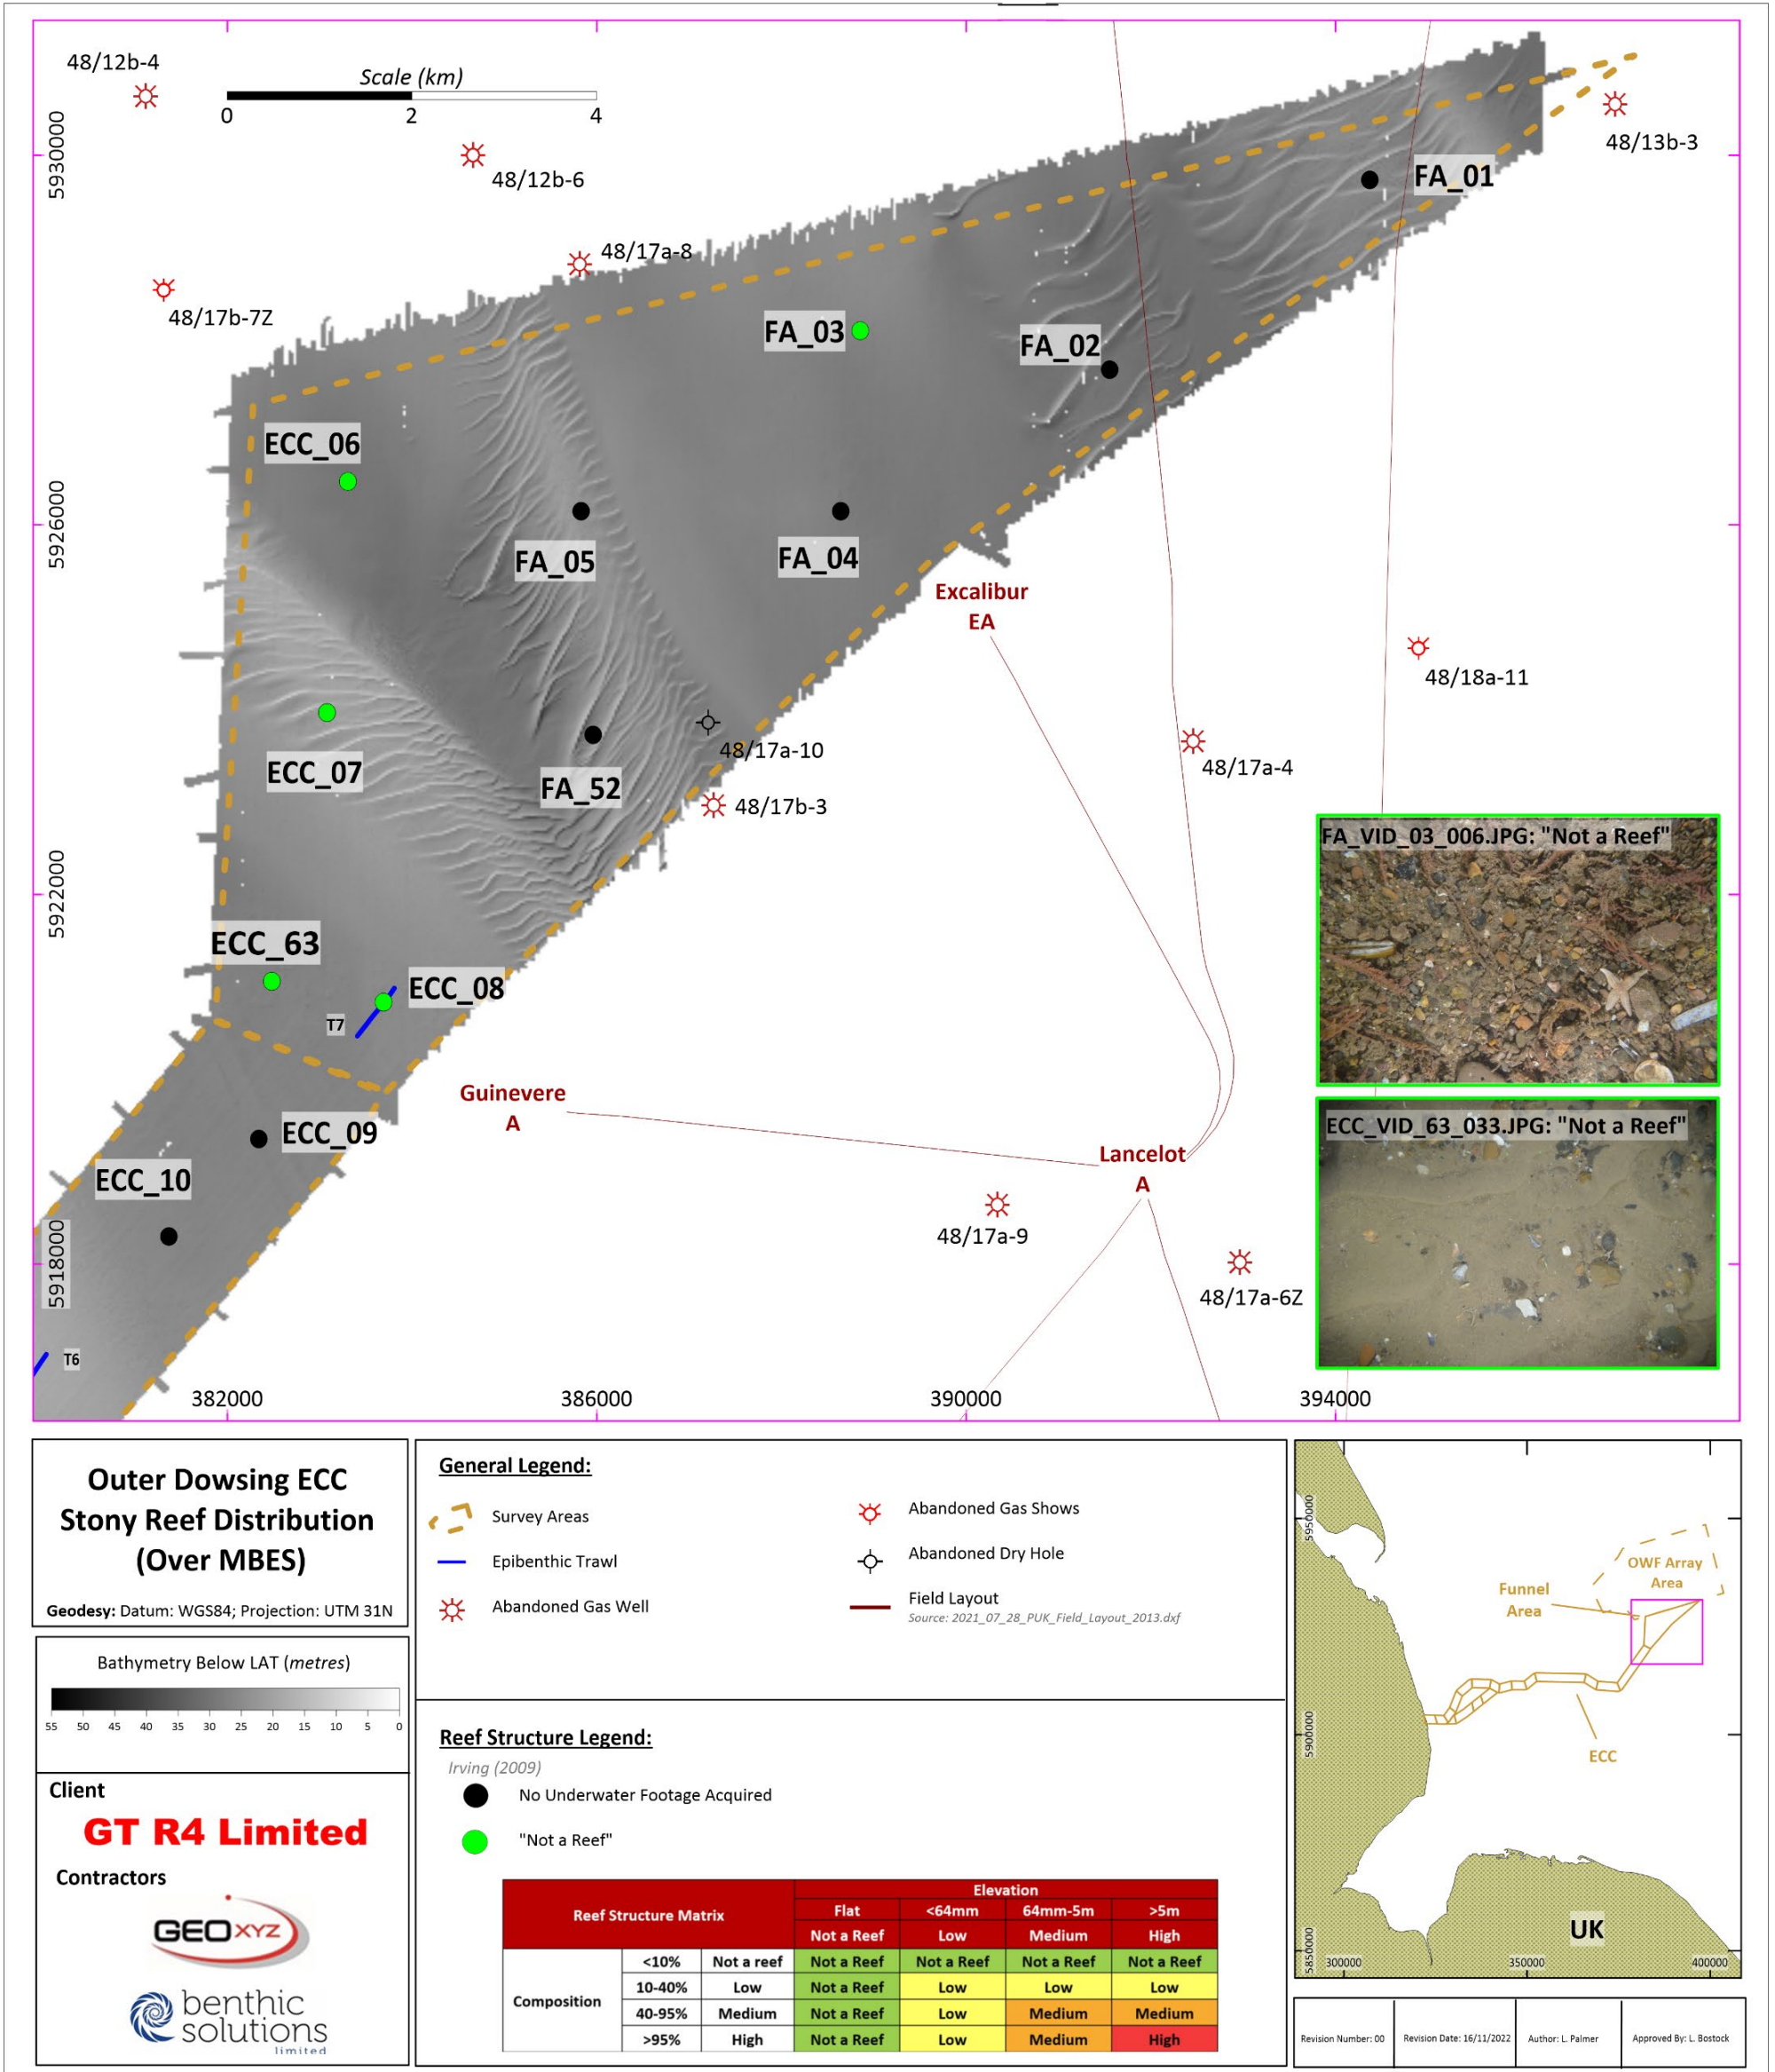 48/12b-4
Scale (km)
0 2 4
48/12b-6
48/13b-3
5930000
FA_01
48/17a-8
48/17b-7Z
FA_03
FA_02
ECC_06
5926000
FA_05
FA_04
Excalibur
EA
48/18a-11
48/17a-10
48/17a-4
ECC_07
FA_52
48/17b-3
FA_VID_03_006.JPG: "Not a Reef"
5922000
ECC_63
ECC_08
T7
Guinevere
A
ECC_VID_63_033.JPG: "Not a Reef"
ECC_09
Lancelot
A
ECC_10
48/17a-9
5918000
48/17a-6Z
T6
382000 386000 390000 394000
Outer Dowsing ECC
Stony Reef Distribution
(Over MBES)
Geodesy: Datum: WGS84; Projection: UTM 31N
Bathymetry Below LAT (metres)
55 50 45 40 35 30 25 20 15 10 5 0
Client
GT R4 Limited
Contractors
GEOXYZ
benthic
solutions
limited
General Legend:
Survey Areas
Epibenthic Trawl
Abandoned Gas Well
Abandoned Gas Shows
Abandoned Dry Hole
Field Layout
Source: 2021_07_28_PUK_Field_Layout_2013.dxf
Reef Structure Legend:
Irving (2009)
No Underwater Footage Acquired
"Not a Reef"
Reef Structure Matrix
Elevation
Flat <64mm 64mm-5m >5m
Not a Reef Low Medium High
Composition
<10% Not a reef Not a Reef Not a Reef Not a Reef Not a Reef
10-40% Low Not a Reef Low Low Low
40-95% Medium Not a Reef Low Medium Medium
>95% High Not a Reef Low Medium High
5950000
OWF Array
Area
Funnel
Area
5900000
ECC
UK
5850000
300000 350000 400000
Revision Number: 00 Revision Date: 16/11/2022 Author: L. Palmer Approved By: L. Bostock